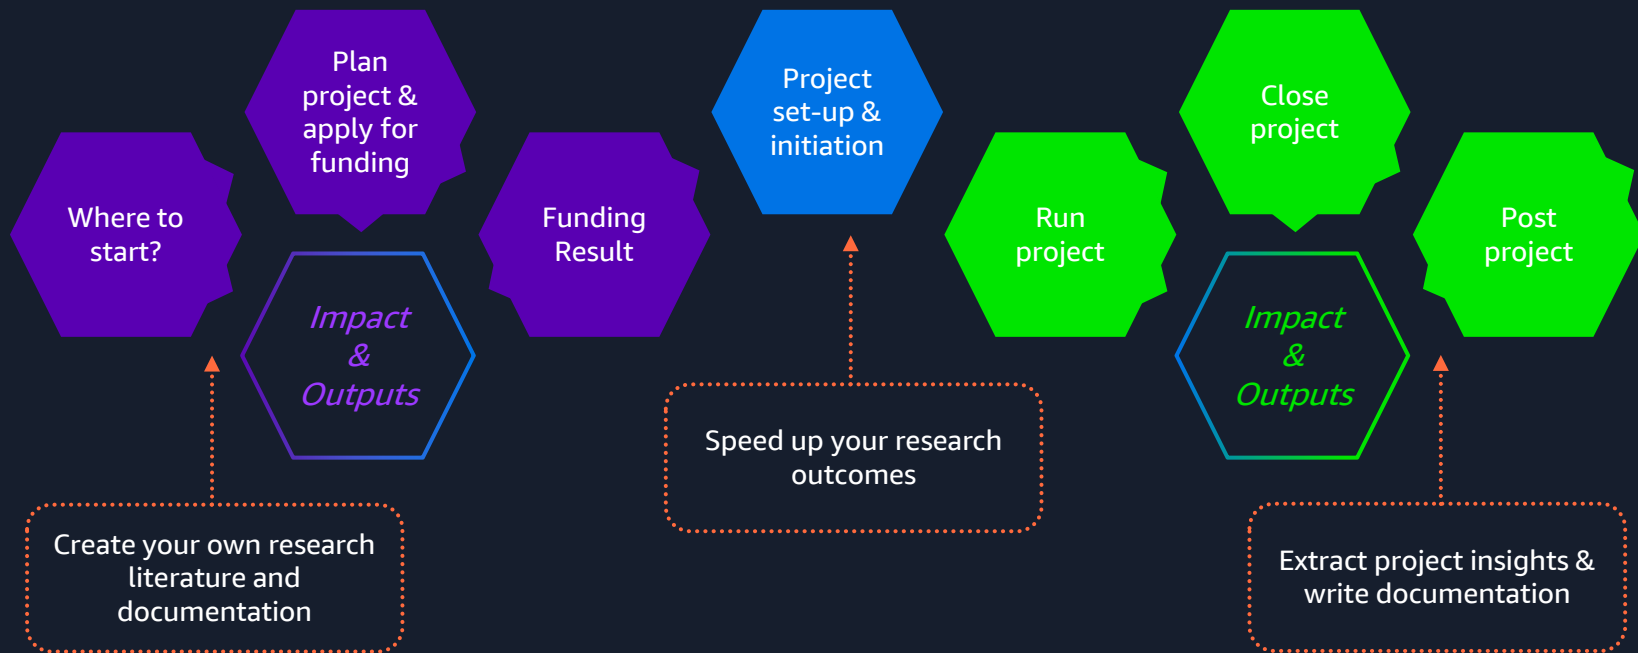 Where to
start?
Plan
project &
apply for
funding
Impact
&
Outputs
Funding
Result
Project
set-up &
initiation
Run
project
Close
project
Impact
&
Outputs
Post
project
Create your own research
literature and
documentation
Speed up your research
outcomes
Extract project insights &
write documentation